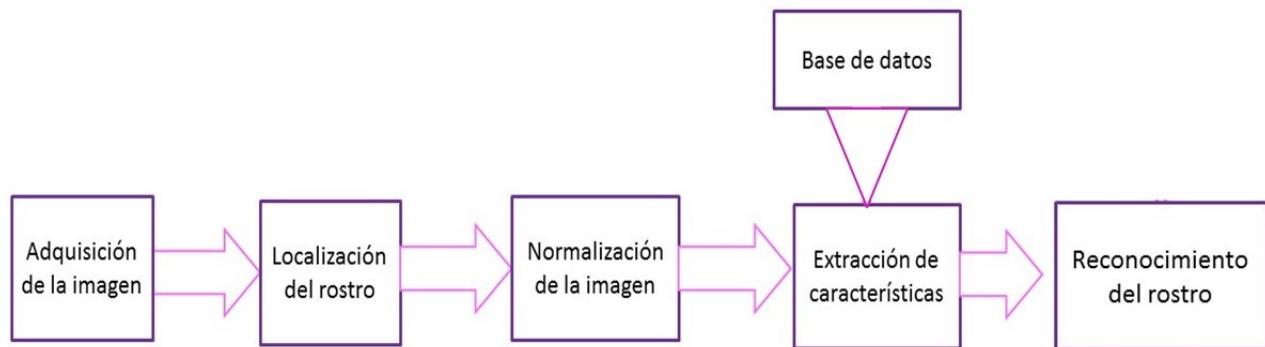 Base de datos
Adquisición
de la imagen
Localización
del rostro
Normalización
de la imagen
Extracción de
características
Reconocimiento
del rostro